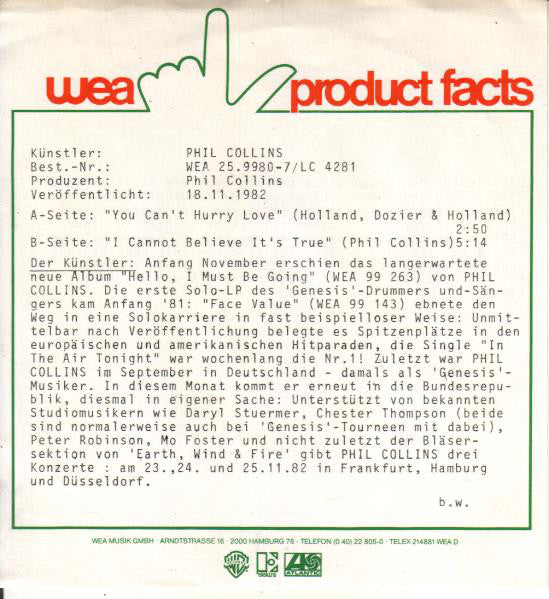 wea product facts
Künstler: PHIL COLLINS
Best.-Nr.: WEA 25.9980-7/LC 4281
Produzent: Phil Collins
Veröffentlicht: 18.11.1982
A-Seite: "You Can't Hurry Love" (Holland, Dozier & Holland)
2:50
B-Seite: "I Cannot Believe It's True" (Phil Collins)5:14
Der Künstler: Anfang November erschien das langerwartete
neue Album "Hello, I Must Be Going" (WEA 99 263) von PHIL
COLLINS. Die erste Solo-LP des 'Genesis'-Drummers und-Sän-
gers kam Anfang '81: "Face Value" (WEA 99 143) ebnete den
Weg in eine Solokarriere in fast beispielloser Weise: Unmit-
telbar nach Veröffentlichung belegte es Spitzenplätze in den
europäischen und amerikanischen Hitparaden, die Single "In
The Air Tonight" war wochenlang die Nr.1! Zuletzt war PHIL
COLLINS im September in Deutschland - damals als 'Genesis'-
Musiker. In diesem Monat kommt er erneut in die Bundesrepu-
blik, diesmal in eigener Sache: Unterstützt von bekannten
Studiomusikern wie Daryl Stuermer, Chester Thompson (beide
sind normalerweise auch bei 'Genesis'-Tourneen mit dabei),
Peter Robinson, Mo Foster und nicht zuletzt der Bläser-
sektion von 'Earth, Wind & Fire' gibt PHIL COLLINS drei
Konzerte : am 23.,24. und 25.11.82 in Frankfurt, Hamburg
und Düsseldorf.
b.w.
WEA MUSIK GMBH · ARNDTSTRASSE 16 · 2000 HAMBURG 76 · TELEFON (0 40) 22 805-0 · TELEX 214881 WEA D
ATLANTIC